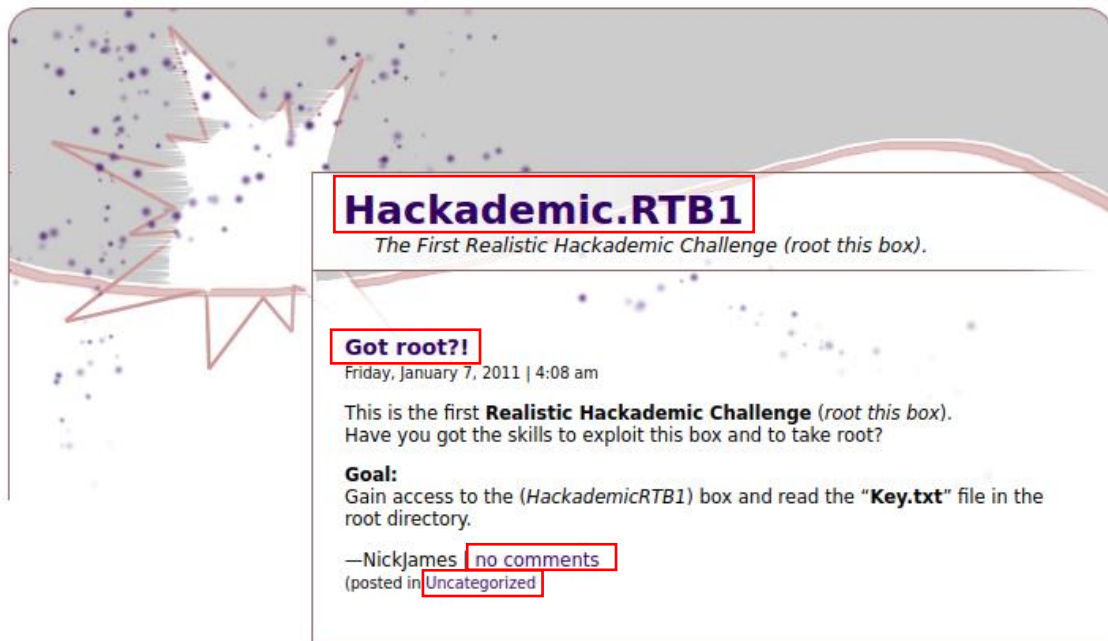 Hackademic.RTB1
The First Realistic Hackademic Challenge (root this box).
Got root?!
Friday, January 7, 2011 | 4:08 am
This is the first Realistic Hackademic Challenge (root this box).
Have you got the skills to exploit this box and to take root?
Goal:
Gain access to the (HackademicRTB1) box and read the “Key.txt” file in the
root directory.
—NickJames | no comments
(posted in Uncategorized